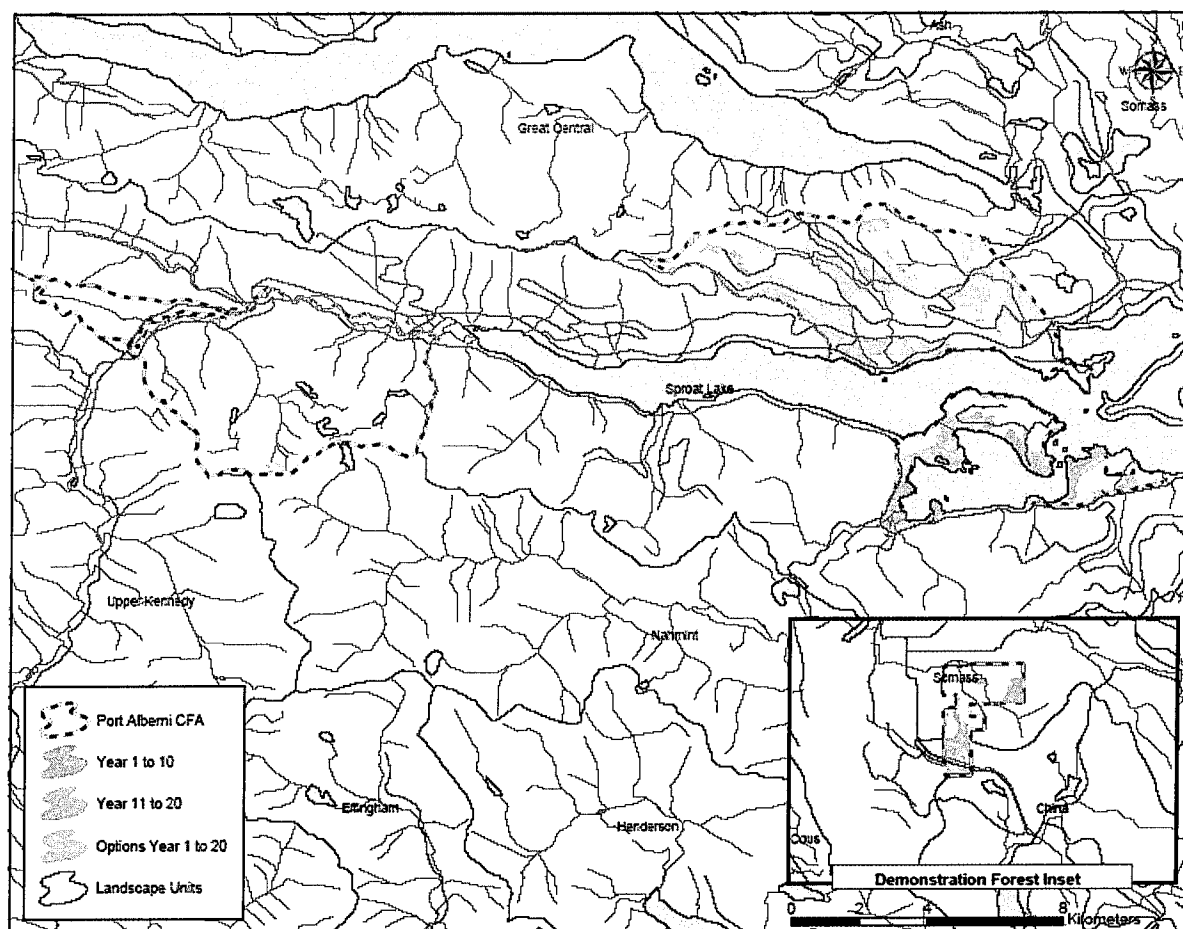 Ash
W
Somass
Great Central
Sproat Lake
Upper Kennedy
Nahmint
Effingham
Henderson
Port Alberni CFA
Year 1 to 10
Year 11 to 20
Options Year 1 to 20
Landscape Units
Somass
China
Cous
Demonstration Forest Inset
0 2 4 8
Kilometers